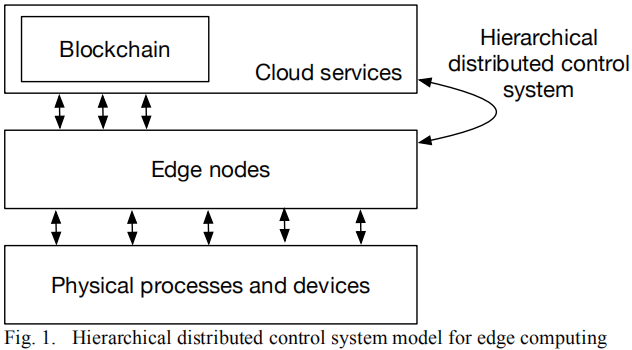 Blockchain
Cloud services
Hierarchical
distributed control
system
Edge nodes
Physical processes and devices
Fig. 1. Hierarchical distributed control system model for edge computing